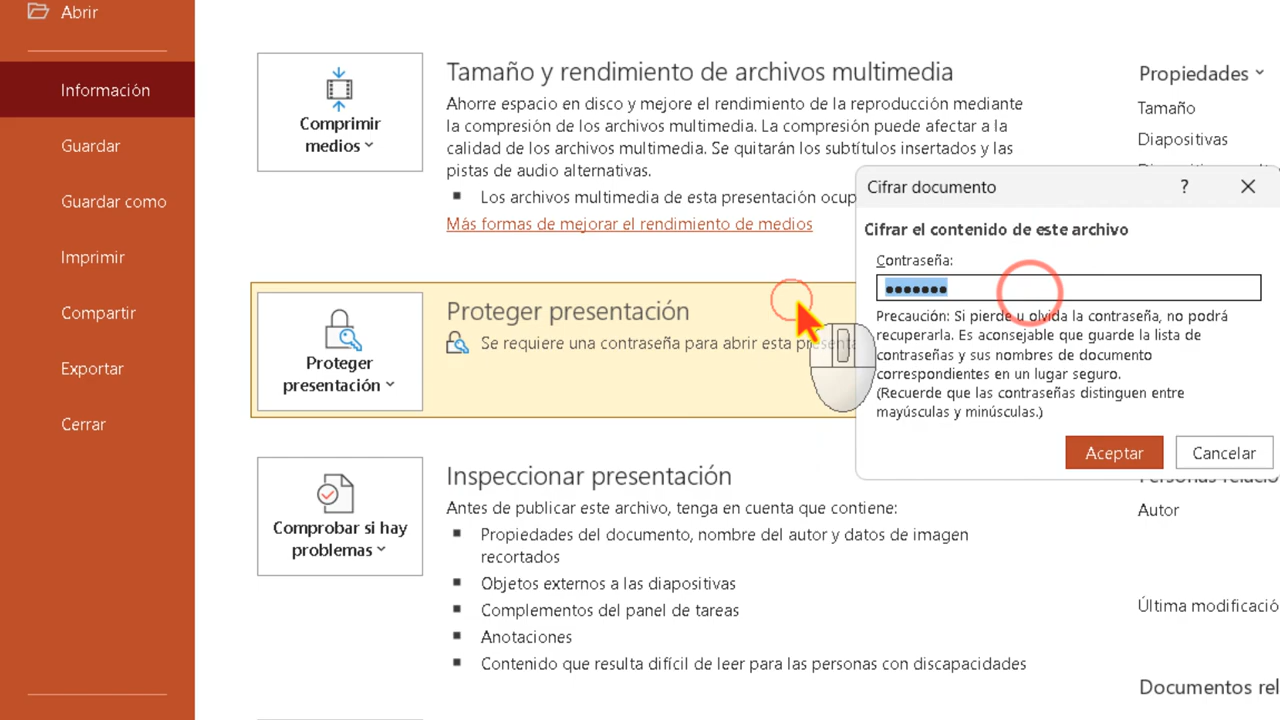 Abrir
Información
Guardar
Guardar como
Imprimir
Compartir
Exportar
Cerrar
Comprimir
medios
Tamaño y rendimiento de archivos multimedia
Ahorre espacio en disco y mejore el rendimiento de la reproducción mediante
la compresión de los archivos multimedia. La compresión puede afectar a la
calidad de los archivos multimedia. Se quitarán los subtítulos insertados y las
pistas de audio alternativas.
Los archivos multimedia de esta presentación ocup
Más formas de mejorar el rendimiento de medios
Proteger
presentación
Proteger presentación
Se requiere una contraseña para abrir esta presenta
Comprobar si hay
problemas
Inspeccionar presentación
Antes de publicar este archivo, tenga en cuenta que contiene:
Propiedades del documento, nombre del autor y datos de imagen
recortados
Objetos externos a las diapositivas
Complementos del panel de tareas
Anotaciones
Contenido que resulta difícil de leer para las personas con discapacidades
Propiedades
Tamaño
Diapositivas
Cifrar documento
?
Cifrar el contenido de este archivo
Contraseña:
●●●●●●●
Precaución: Si pierde u olvida la contraseña, no podrá
recuperarla. Es aconsejable que guarde la lista de
contraseñas y sus nombres de documento
correspondientes en un lugar seguro.
(Recuerde que las contraseñas distinguen entre
mayúsculas y minúsculas.)
Aceptar
Cancelar
Personas relacio
Autor
Última modificació
Documentos rel